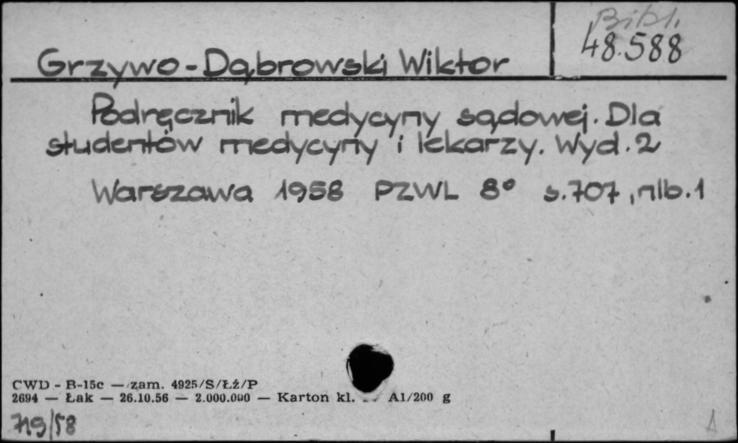 Bibl.
48.588
Grzywo-Dąbrowski Wiktor
Podręcznik medycyny sądowej. Dla
studentów medycyny i lekarzy. Wyd. 2
Warszawa 1958 PZWL 8° s.707, nlb.1
CWD - B-15c — zam. 4925/S/Łż/P
2694 — Łak — 26.10.56 — 2.000.000 — Karton kl. A1/200 g
719/58